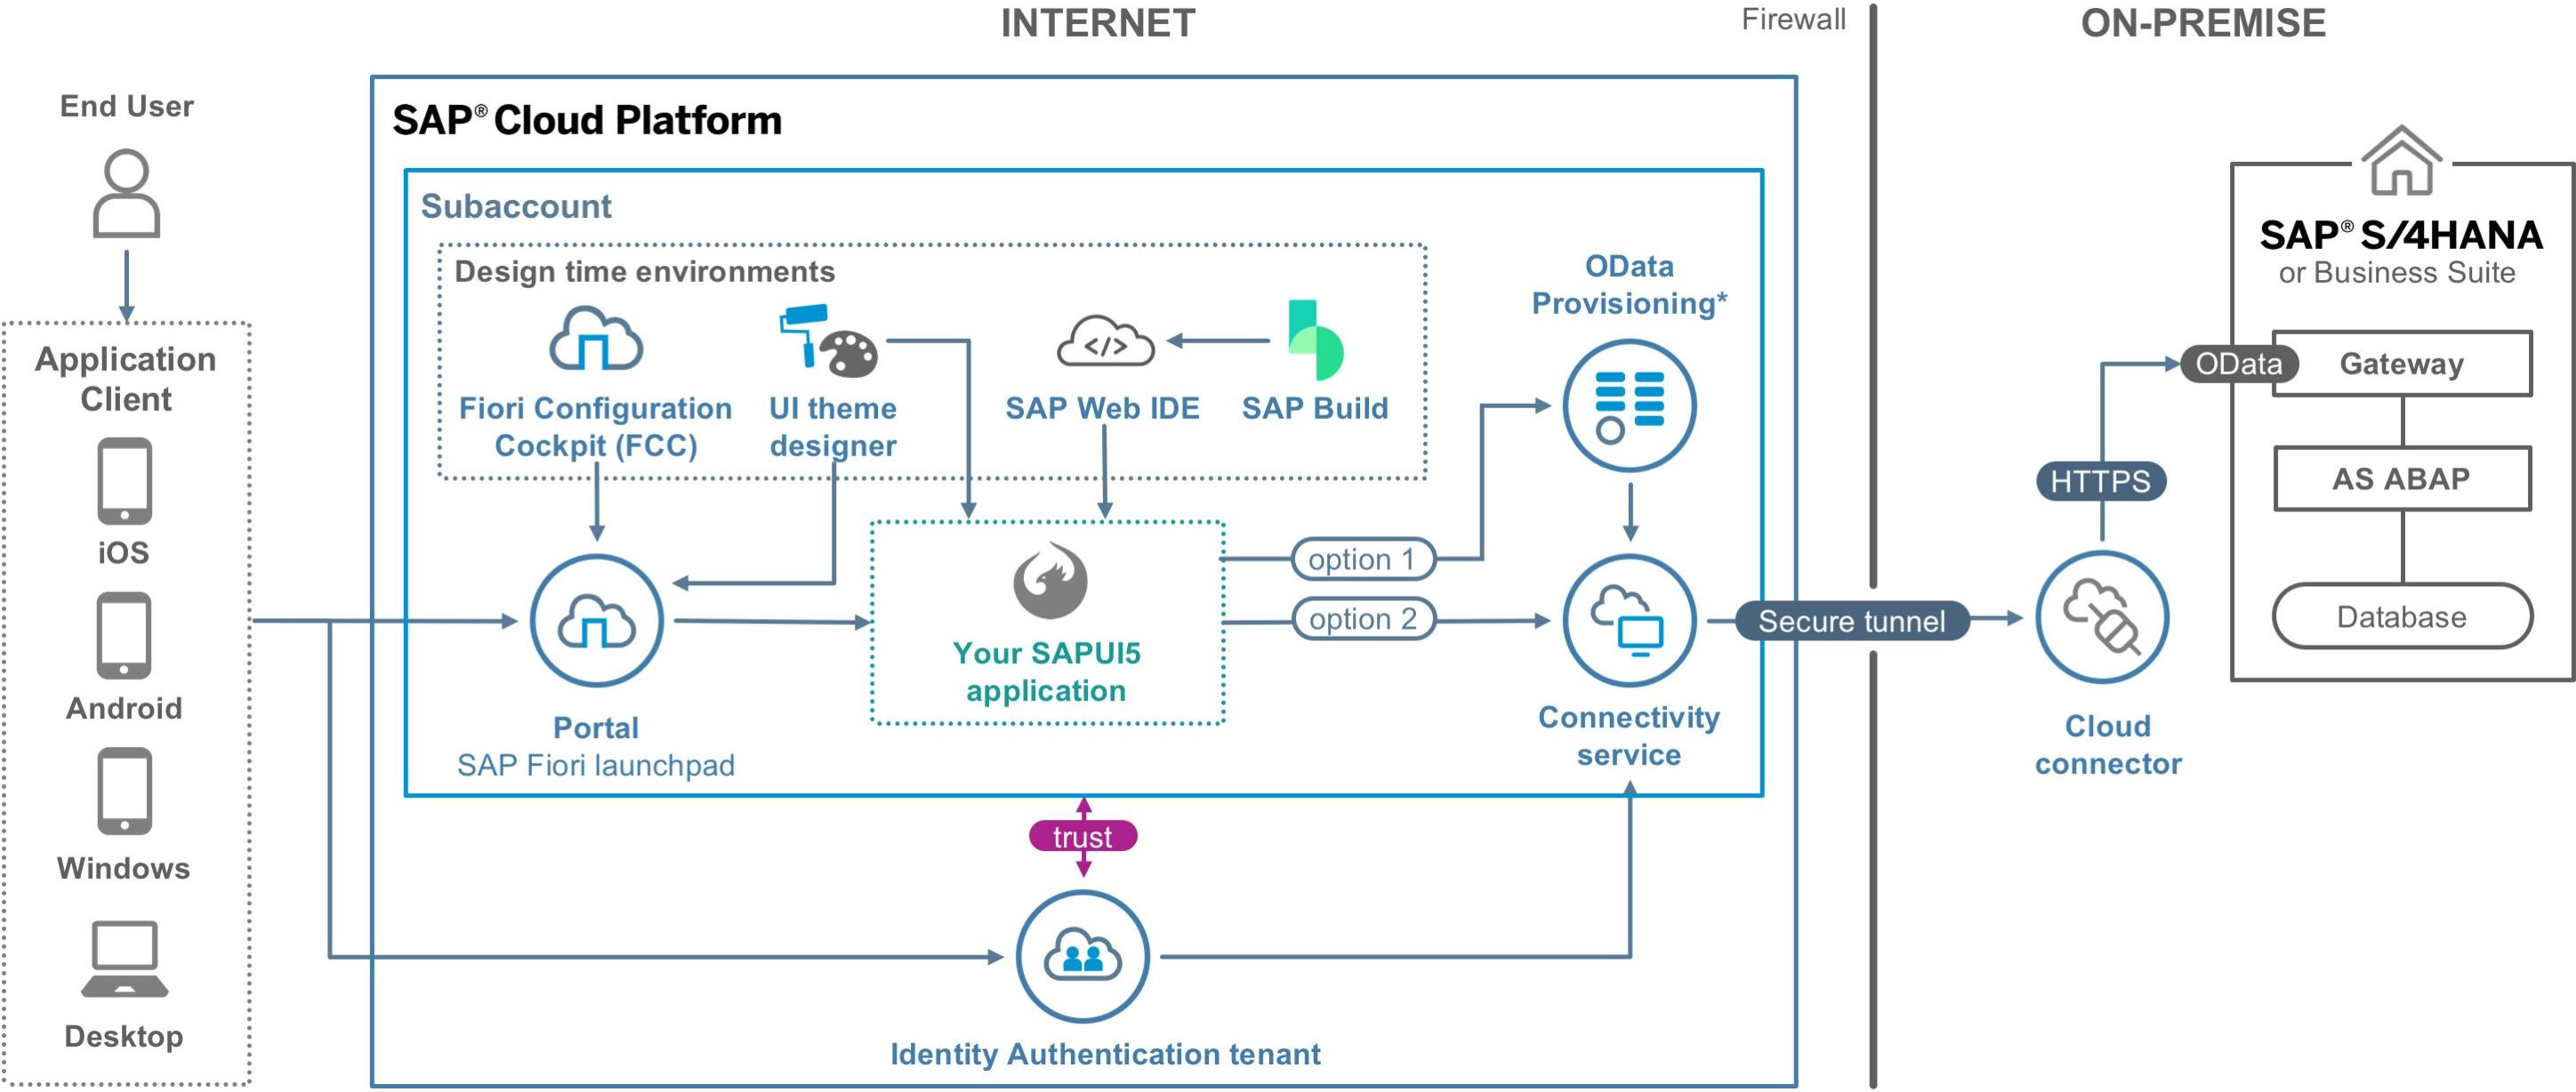 INTERNET
Firewall
ON-PREMISE
End User
Application
Client
iOS
Android
Windows
Desktop
SAP® Cloud Platform
Subaccount
Design time environments
Fiori Configuration
Cockpit (FCC)
UI theme
designer
</>
SAP Web IDE
SAP Build
OData
Provisioning*
Portal
SAP Fiori launchpad
Your SAPUI5
application
option 1
option 2
Connectivity
service
Secure tunnel
trust
Identity Authentication tenant
HTTPS
Cloud
connector
SAP® S/4HANA
or Business Suite
OData
Gateway
AS ABAP
Database